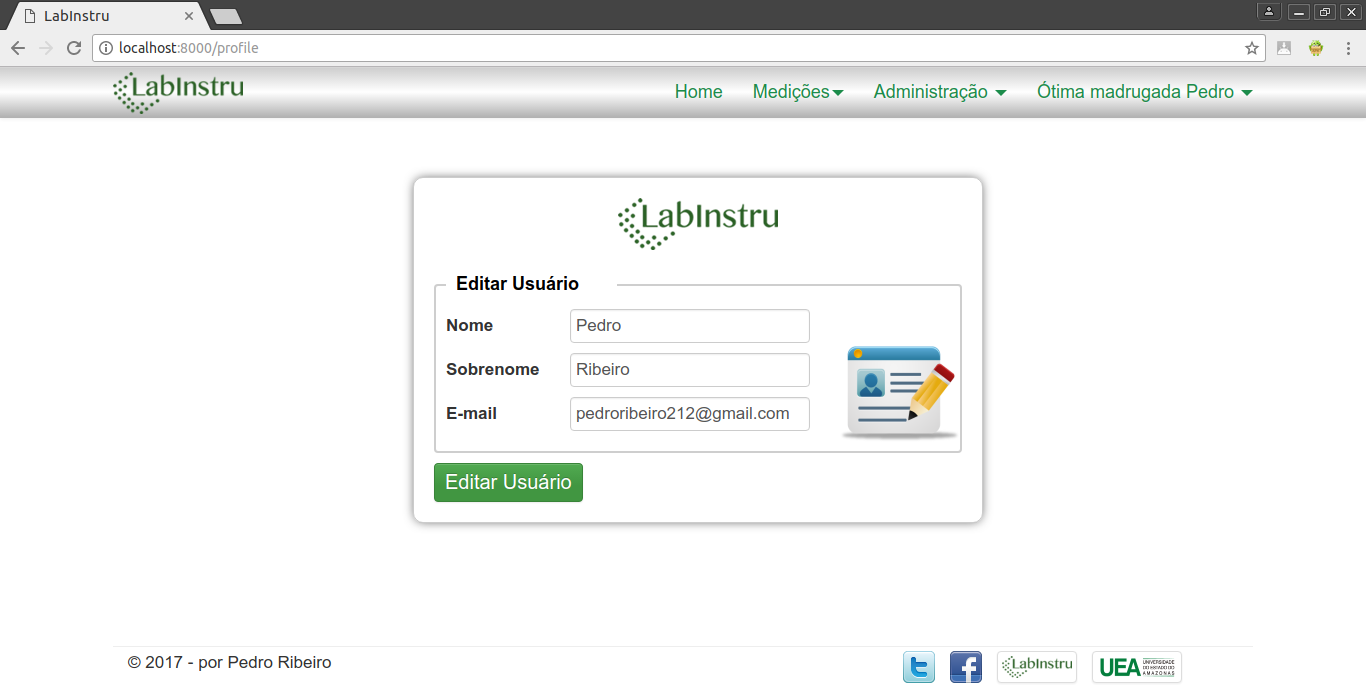 LabInstru
localhost:8000/profile
LabInstru
Home Medições Administração Ótima madrugada Pedro
LabInstru
Editar Usuário
Nome Pedro
Sobrenome Ribeiro
E-mail pedroribeiro212@gmail.com
Editar Usuário
© 2017 - por Pedro Ribeiro
LabInstru
UEA
UNIVERSIDADE
DO ESTADO DO
AMAZONAS